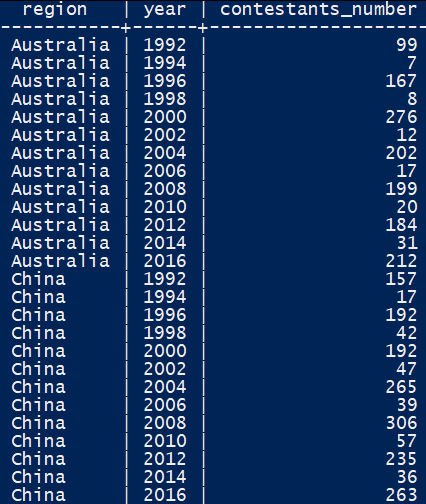 region | year | contestants_number
-----------+------+--------------------
Australia | 1992 | 99
Australia | 1994 | 7
Australia | 1996 | 167
Australia | 1998 | 8
Australia | 2000 | 276
Australia | 2002 | 12
Australia | 2004 | 202
Australia | 2006 | 17
Australia | 2008 | 199
Australia | 2010 | 20
Australia | 2012 | 184
Australia | 2014 | 31
Australia | 2016 | 212
China | 1992 | 157
China | 1994 | 17
China | 1996 | 192
China | 1998 | 42
China | 2000 | 192
China | 2002 | 47
China | 2004 | 265
China | 2006 | 39
China | 2008 | 306
China | 2010 | 57
China | 2012 | 235
China | 2014 | 36
China | 2016 | 263